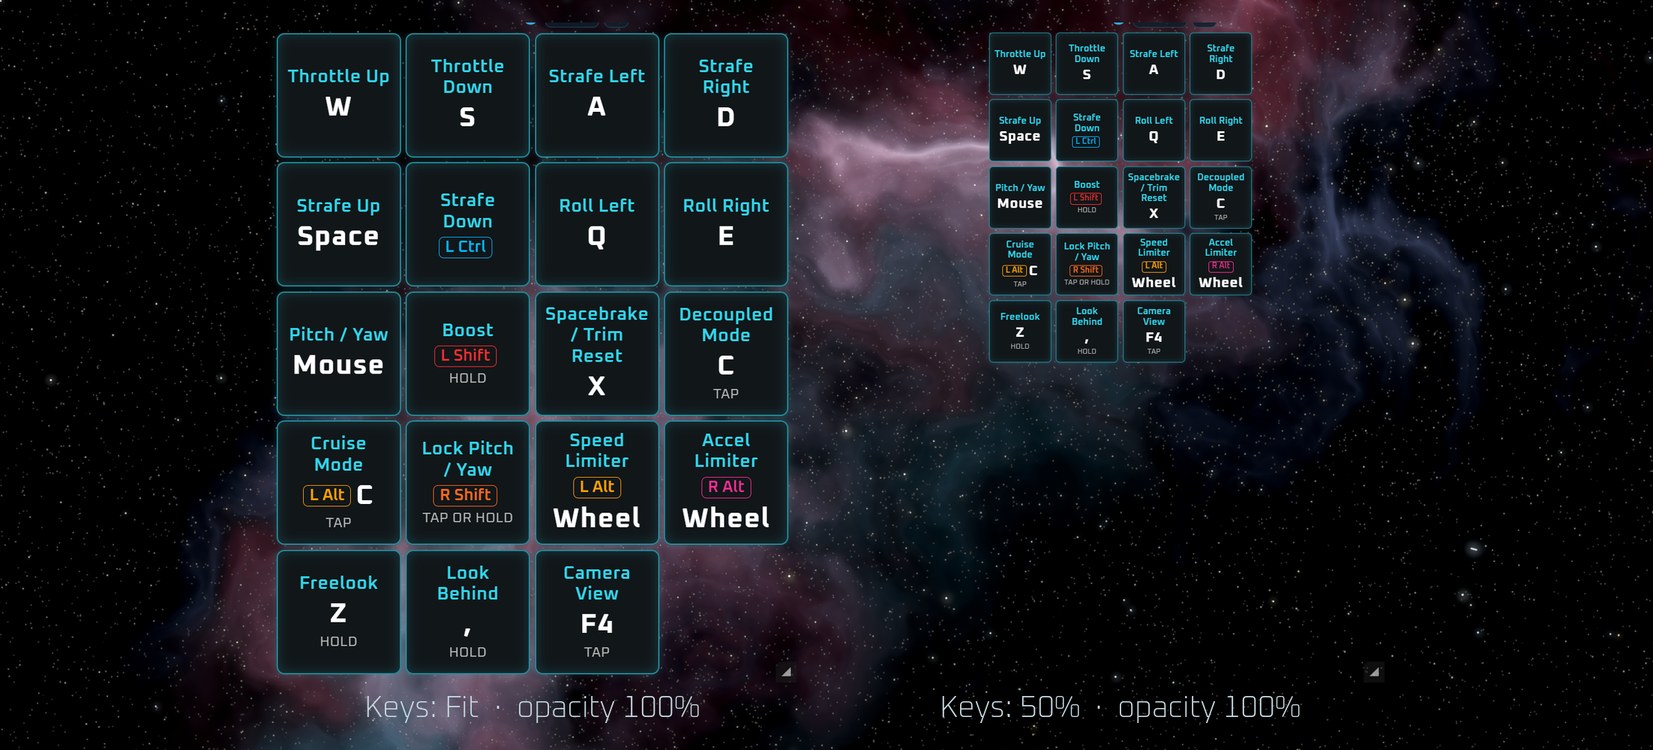 Throttle Up
W
Throttle
Down
S
Strafe Left
A
Strafe
Right
D
Strafe Up
Space
Strafe
Down
L Ctrl
Roll Left
Q
Roll Right
E
Pitch / Yaw
Mouse
Boost
L Shift
HOLD
Spacebrake
/ Trim
Reset
X
Decoupled
Mode
C
TAP
Cruise
Mode
L Alt C
TAP
Lock Pitch
/ Yaw
R Shift
TAP OR HOLD
Speed
Limiter
L Alt
Wheel
Accel
Limiter
R Alt
Wheel
Freelook
Z
HOLD
Look
Behind
,
HOLD
Camera
View
F4
TAP
Keys: Fit · opacity 100%
Throttle Up
W
Throttle
Down
S
Strafe Left
A
Strafe
Right
D
Strafe Up
Space
Strafe
Down
L Ctrl
Roll Left
Q
Roll Right
E
Pitch / Yaw
Mouse
Boost
L Shift
HOLD
Spacebrake
/ Trim
Reset
X
Decoupled
Mode
C
TAP
Cruise
Mode
L Alt C
TAP
Lock Pitch
/ Yaw
R Shift
TAP OR HOLD
Speed
Limiter
L Alt
Wheel
Accel
Limiter
R Alt
Wheel
Freelook
Z
HOLD
Look
Behind
,
HOLD
Camera
View
F4
TAP
Keys: 50% · opacity 100%